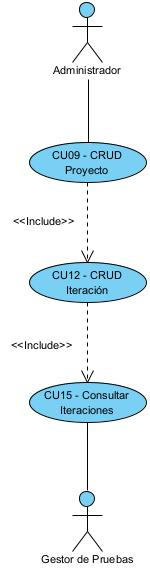 Administrador
CU09 - CRUD
Proyecto
<<Include>>
CU12 - CRUD
Iteración
<<Include>>
CU15 - Consultar
Iteraciones
Gestor de Pruebas